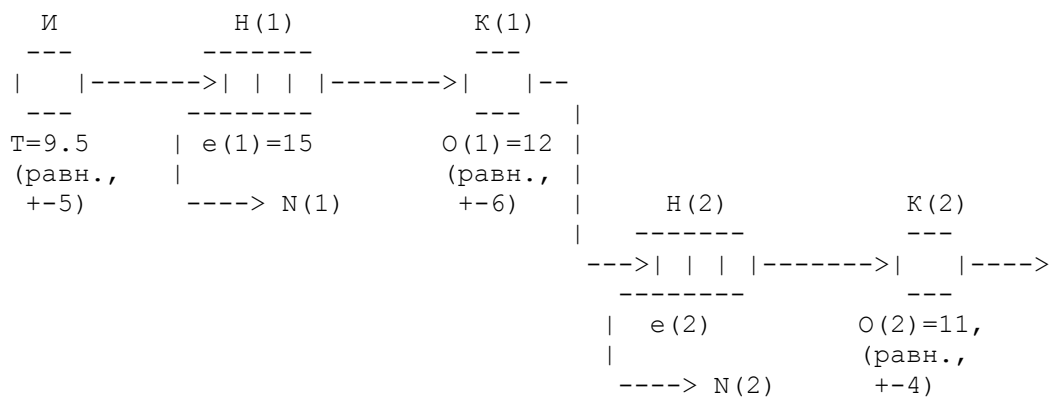 И Н(1) К(1)
T=9.5 e(1)=15 O(1)=12
(равн., (равн.,
+-5) ----> N(1) +-6) Н(2) К(2)
e(2) O(2)=11,
(равн.,
----> N(2) +-4)